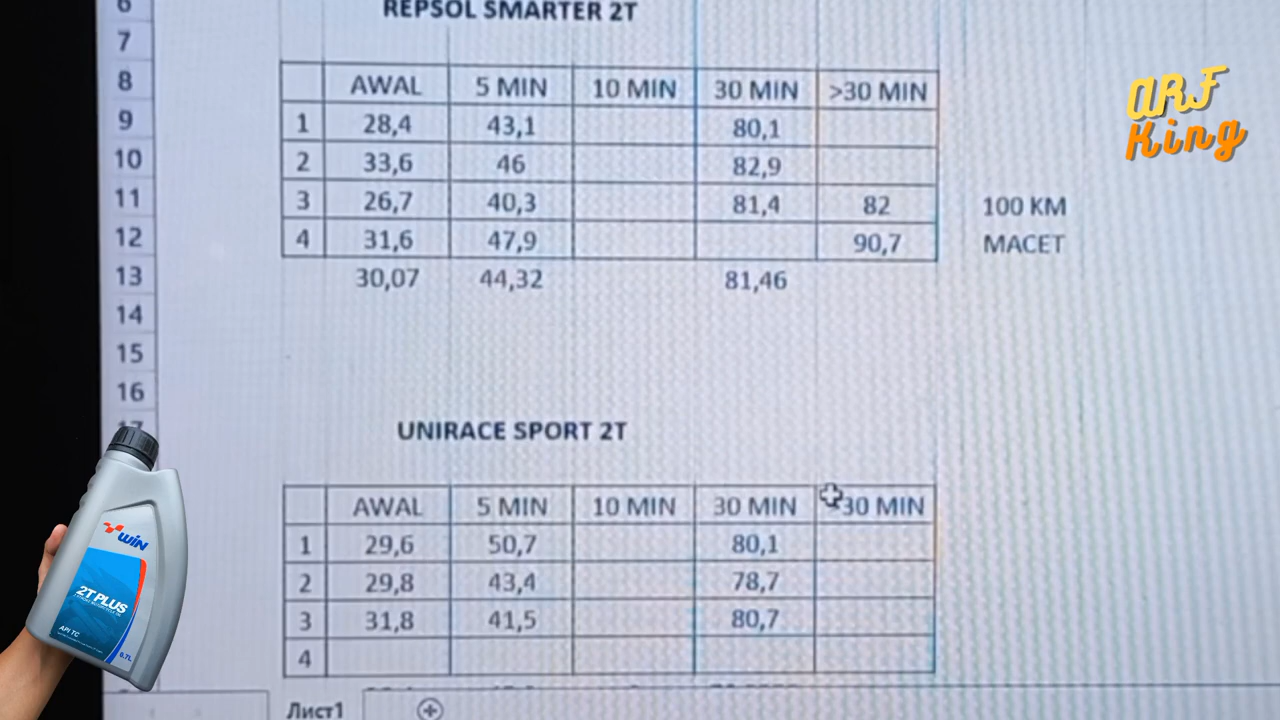 6
REPSOL SMARTER 2T
7
8 AWAL 5 MIN 10 MIN 30 MIN >30 MIN
9 1 28,4 43,1 80,1
10 2 33,6 46 82,9
11 3 26,7 40,3 81,4 82 100 KM
12 4 31,6 47,9 90,7 MACET
13 30,07 44,32 81,46
14
15
16
17
UNIRACE SPORT 2T
AWAL 5 MIN 10 MIN 30 MIN 30 MIN
1 29,6 50,7 80,1
2 29,8 43,4 78,7
3 31,8 41,5 80,7
4
Лист1
ARF
King
WIN
2T PLUS
API TC
0.7L